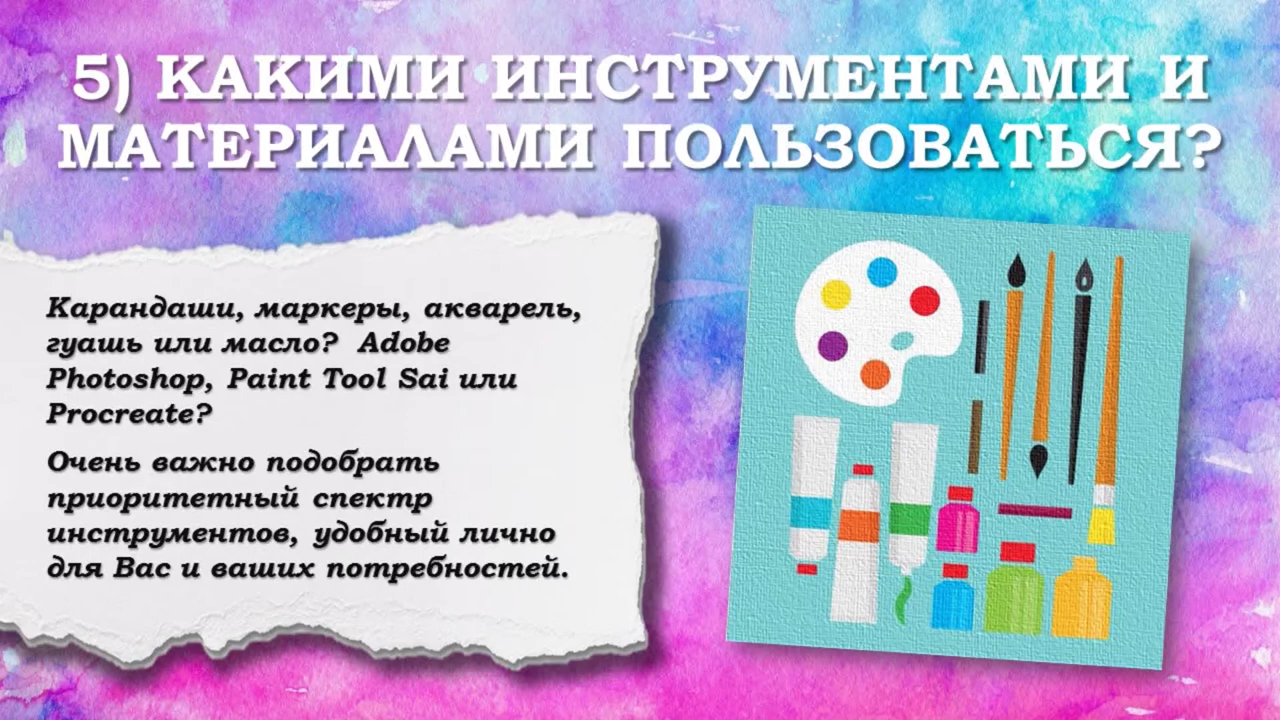 5) КАКИМИ ИНСТРУМЕНТАМИ И
МАТЕРИАЛАМИ ПОЛЬЗОВАТЬСЯ?
Карандаши, маркеры, акварель,
гуашь или масло?  Adobe
Photoshop, Paint Tool Sai или
Procreate?
Очень важно подобрать
приоритетный спектр
инструментов, удобный лично
для Вас и ваших потребностей.